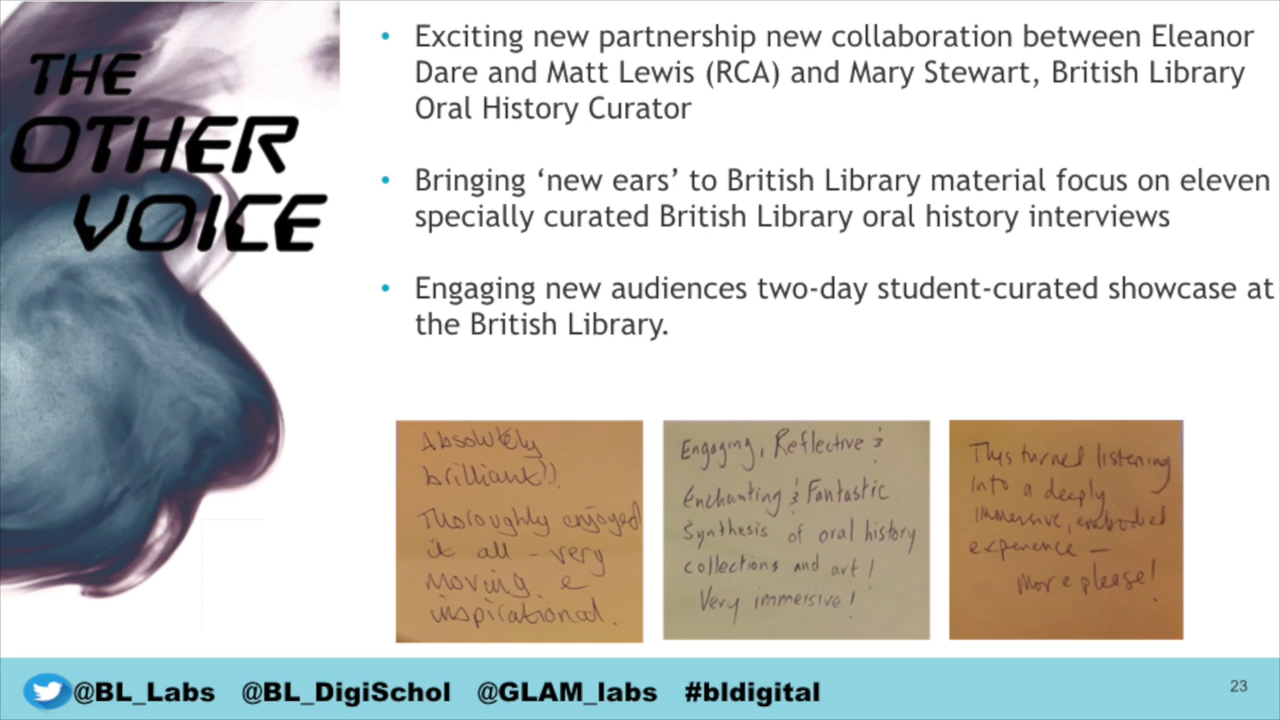 THE
OTHER
VOICE
• Exciting new partnership new collaboration between Eleanor
Dare and Matt Lewis (RCA) and Mary Stewart, British Library
Oral History Curator
• Bringing ‘new ears’ to British Library material focus on eleven
specially curated British Library oral history interviews
• Engaging new audiences two-day student-curated showcase at
the British Library.
Absolutely
brilliant!!
Thoroughly enjoyed
it all - very
moving &
inspirational.
Engaging, Reflective &
Enchanting & Fantastic
Synthesis of oral history
collections and art!
Very immersive!
This turned listening
into a deeply
immersive, embodied
experience —
More please!
@BL_Labs @BL_DigiSchol @GLAM_labs #bldigital
23